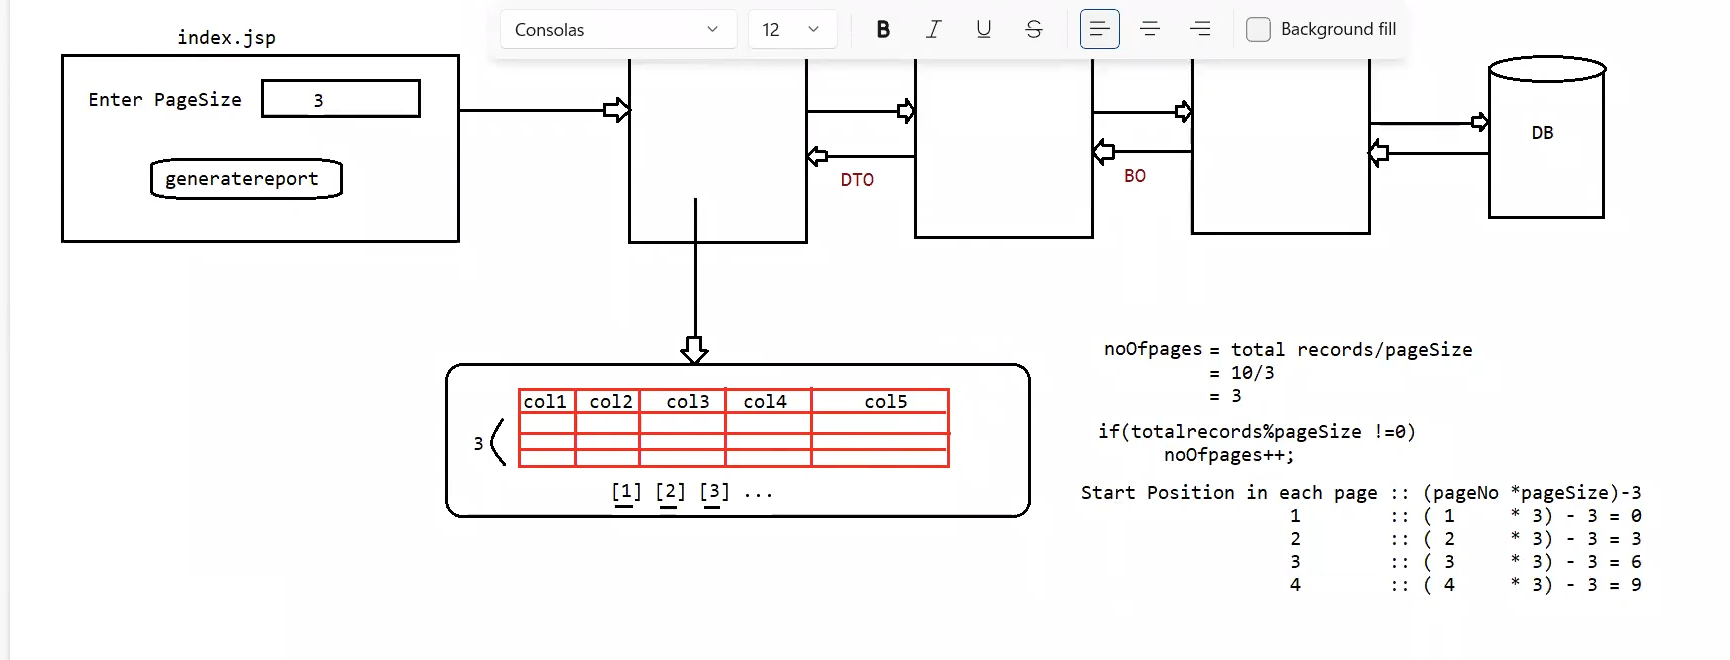 Consolas 12 B I U S Background fill
index.jsp
Enter PageSize 3
generatereport
DTO
BO
DB
col1 col2 col3 col4 col5
3
[1] [2] [3] ...
noOfpages = total records/pageSize
= 10/3
= 3
if(totalrecords%pageSize !=0)
noOfpages++;
Start Position in each page :: (pageNo *pageSize)-3
1 :: ( 1 * 3) - 3 = 0
2 :: ( 2 * 3) - 3 = 3
3 :: ( 3 * 3) - 3 = 6
4 :: ( 4 * 3) - 3 = 9